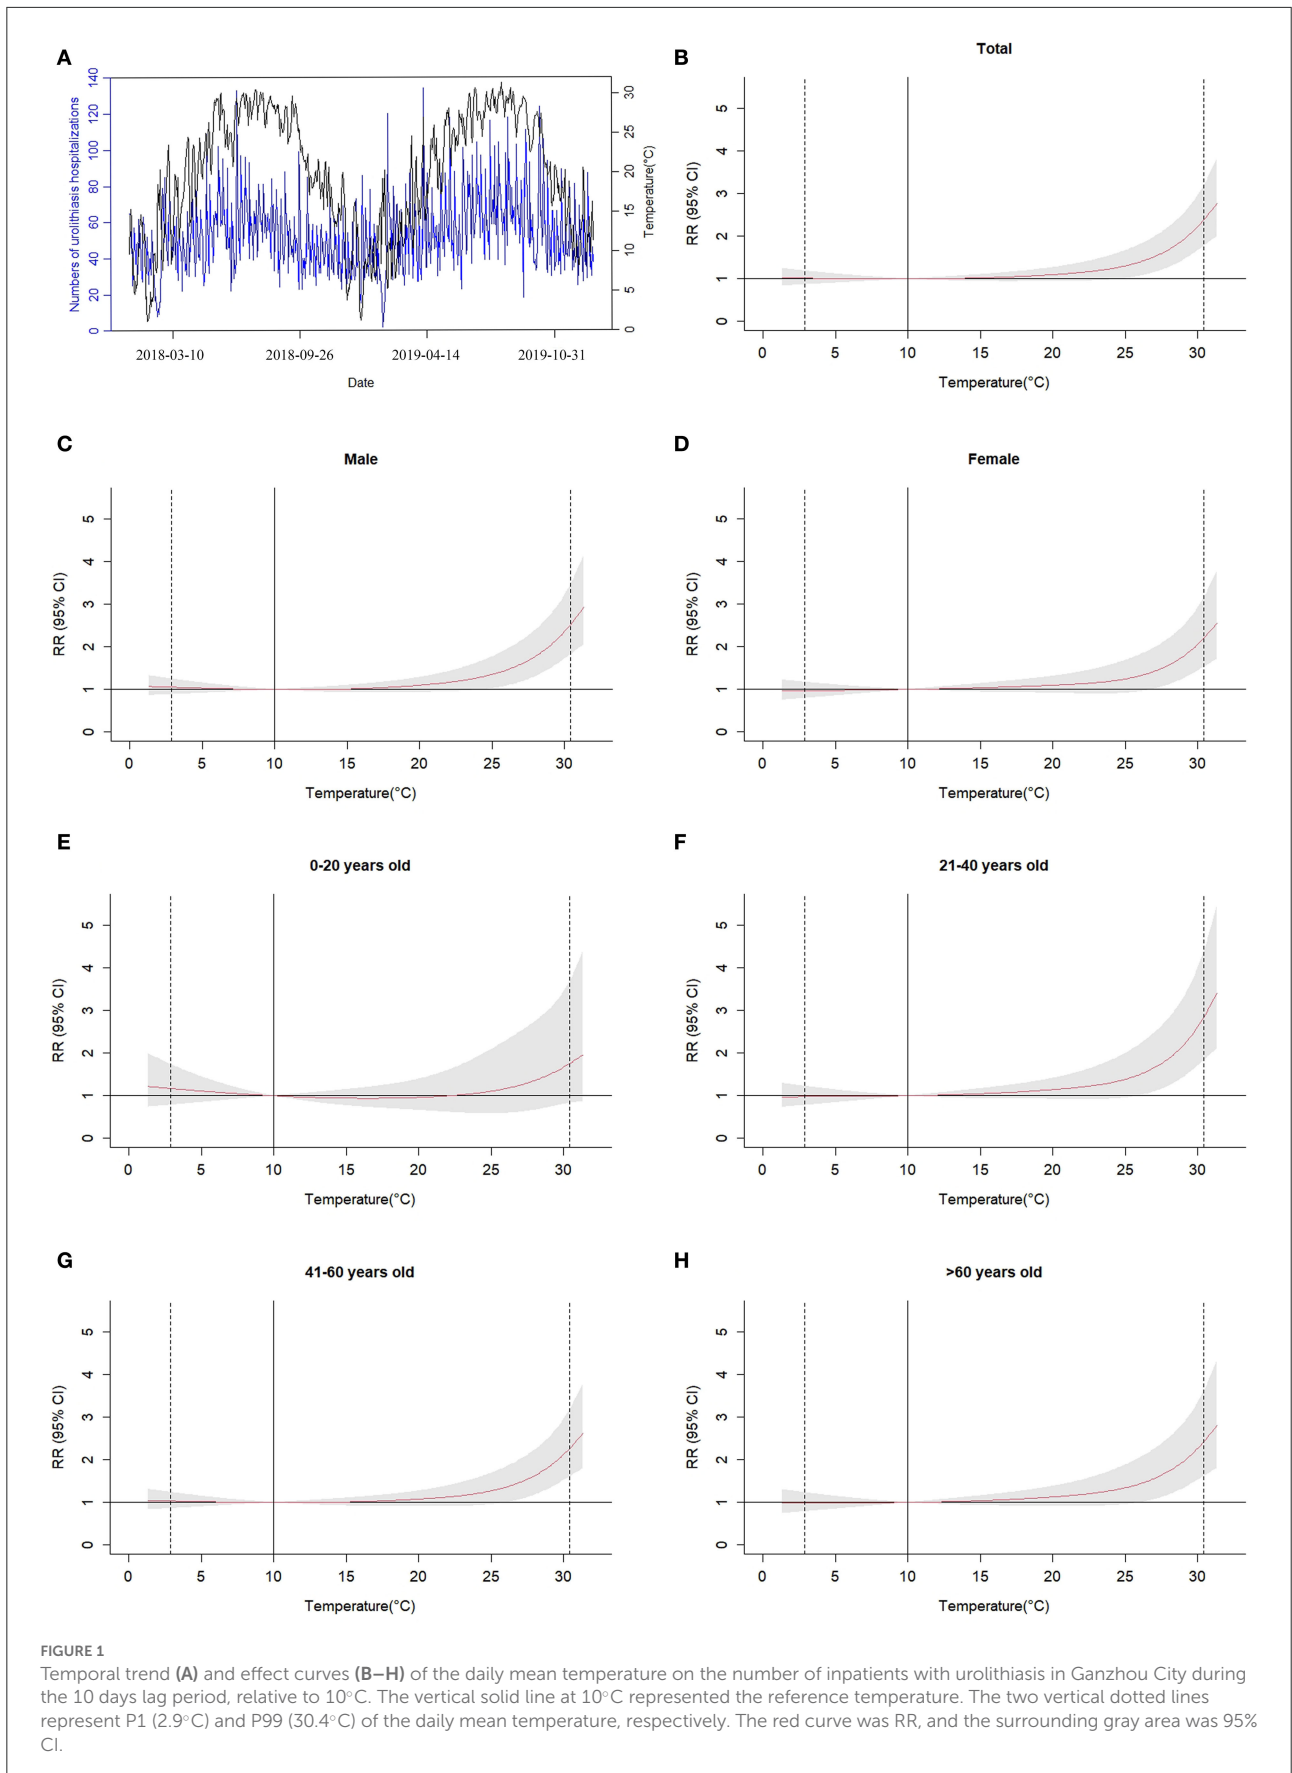 A
Numbers of urolithiasis hospitalizations
0 20 40 60 80 100 120 140
0 5 10 15 20 25 30
Temperature(°C)
2018-03-10 2018-09-26 2019-04-14 2019-10-31
Date
B
Total
RR (95% CI)
0 1 2 3 4 5
0 5 10 15 20 25 30
Temperature(°C)
C
Male
RR (95% CI)
0 1 2 3 4 5
0 5 10 15 20 25 30
Temperature(°C)
D
Female
RR (95% CI)
0 1 2 3 4 5
0 5 10 15 20 25 30
Temperature(°C)
E
0-20 years old
RR (95% CI)
0 1 2 3 4 5
0 5 10 15 20 25 30
Temperature(°C)
F
21-40 years old
RR (95% CI)
0 1 2 3 4 5
0 5 10 15 20 25 30
Temperature(°C)
G
41-60 years old
RR (95% CI)
0 1 2 3 4 5
0 5 10 15 20 25 30
Temperature(°C)
H
>60 years old
RR (95% CI)
0 1 2 3 4 5
0 5 10 15 20 25 30
Temperature(°C)
FIGURE 1
Temporal trend (A) and effect curves (B–H) of the daily mean temperature on the number of inpatients with urolithiasis in Ganzhou City during
the 10 days lag period, relative to 10°C. The vertical solid line at 10°C represented the reference temperature. The two vertical dotted lines
represent P1 (2.9°C) and P99 (30.4°C) of the daily mean temperature, respectively. The red curve was RR, and the surrounding gray area was 95%
CI.